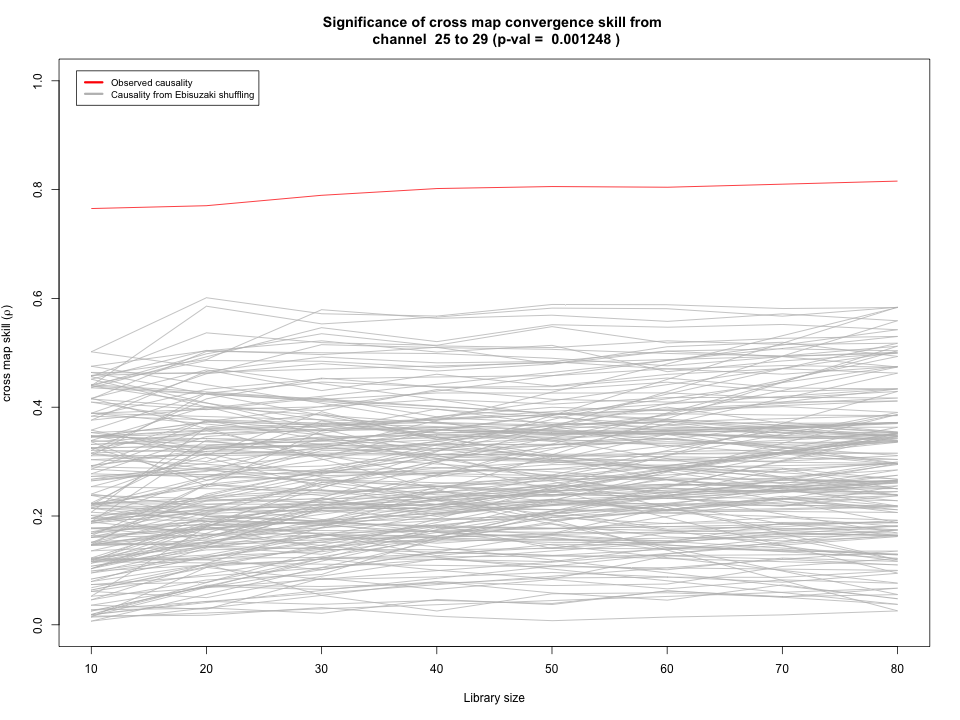 Significance of cross map convergence skill from
channel  25 to 29 (p-val =  0.001248 )
Observed causality
Causality from Ebisuzaki shuffling
cross map skill (ρ)
1.0
0.8
0.6
0.4
0.2
0.0
10 20 30 40 50 60 70 80
Library size